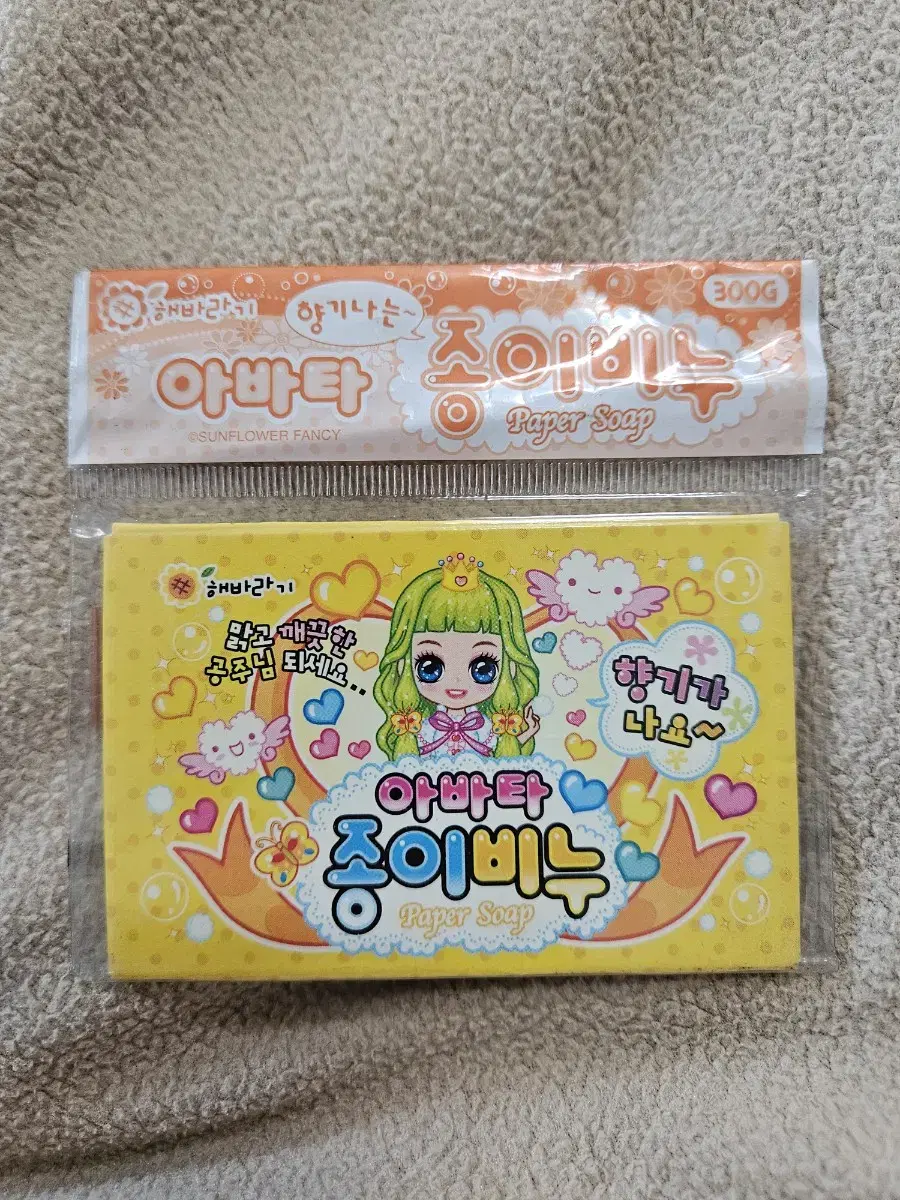 해바라기
향기나는~
300G
아바타
종이비누
Paper Soap
©SUNFLOWER FANCY
해바라기
맑고 깨끗한
공주님 되세요..
향기가
나요~
아바타
종이비누
Paper Soap